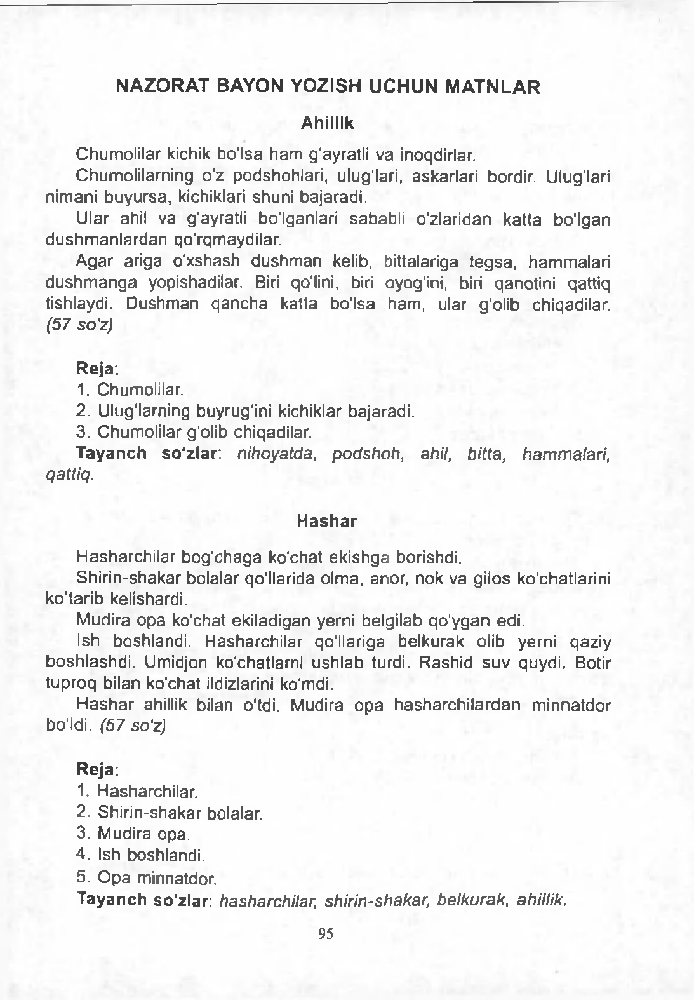 NAZORAT BAYON YOZISH UCHUN MATNLAR
Ahillik
Chumolilar kichik bo‘lsa ham g‘ayratli va inoqdirlar.
Chumolilarning o‘z podshohlari, ulug‘lari, askarlari bordir. Ulug‘lari
nimani buyursa, kichiklari shuni bajaradi.
Ular ahil va g‘ayratli bo‘lganlari sababli o‘zlaridan katta bo‘lgan
dushmanlardan qo‘rqmaydilar.
Agar ariga o‘xshash dushman kelib, bittalariga tegsa, hammalari
dushmanga yopishadilar. Biri qo‘lini, biri oyog‘ini, biri qanotini qattiq
tishlaydi. Dushman qancha katta bo‘lsa ham, ular g‘olib chiqadilar.
(57 so‘z)
Reja:
1. Chumolilar.
2. Ulug‘larning buyrug‘ini kichiklar bajaradi.
3. Chumolilar g‘olib chiqadilar.
Tayanch so‘zlar: nihoyatda, podshoh, ahil, bitta, hammalari,
qattiq.
Hashar
Hasharchilar bog‘chaga ko‘chat ekishga borishdi.
Shirin-shakar bolalar qo‘llarida olma, anor, nok va gilos ko‘chatlarini
ko‘tarib kelishardi.
Mudira opa ko‘chat ekiladigan yerni belgilab qo‘ygan edi.
Ish boshlandi. Hasharchilar qo‘llariga belkurak olib yerni qaziy
boshlashdi. Umidjon ko‘chatlarni ushlab turdi. Rashid suv quydi. Botir
tuproq bilan ko‘chat ildizlarini ko‘mdi.
Hashar ahillik bilan o‘tdi. Mudira opa hasharchilardan minnatdor
bo‘ldi. (57 so‘z)
Reja:
1. Hasharchilar.
2. Shirin-shakar bolalar.
3. Mudira opa.
4. Ish boshlandi.
5. Opa minnatdor.
Tayanch so‘zlar: hasharchilar, shirin-shakar, belkurak, ahillik.
95